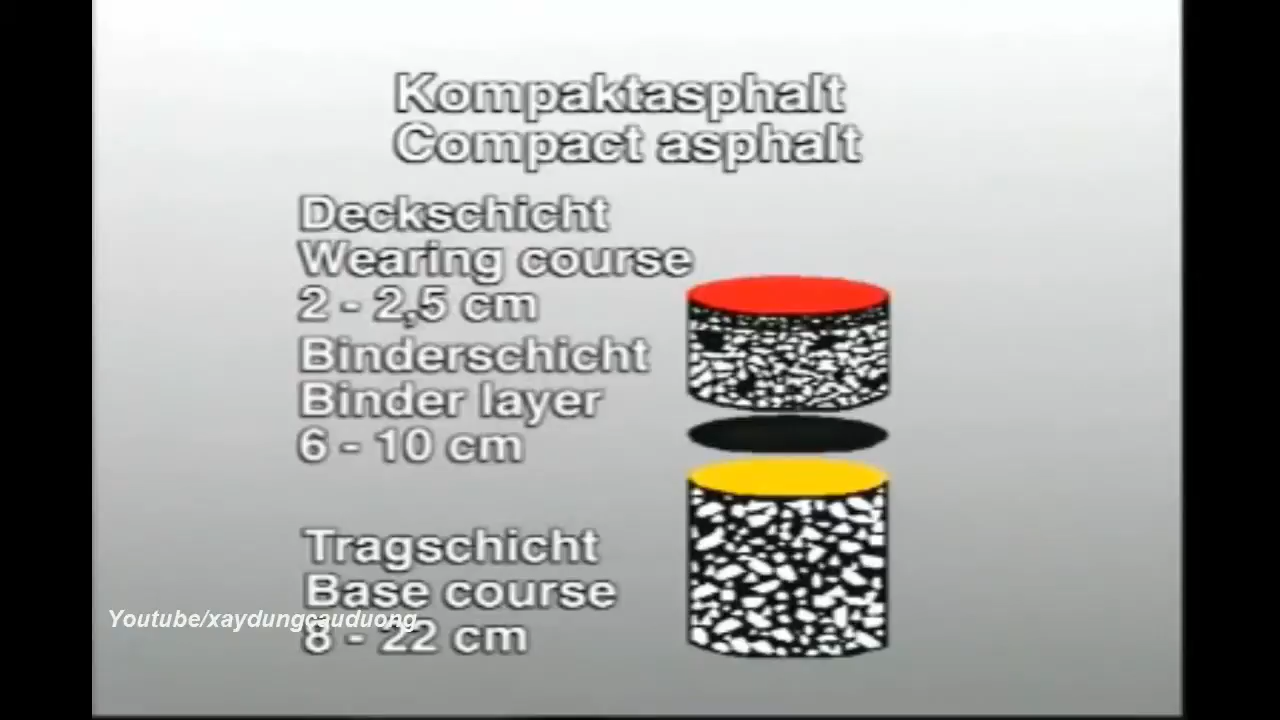 Kompaktasphalt
Compact asphalt
Deckschicht
Wearing course
2 - 2,5 cm
Binderschicht
Binder layer
6 - 10 cm
Tragschicht
Base course
Youtube/xaydungcauduong
8 - 22 cm